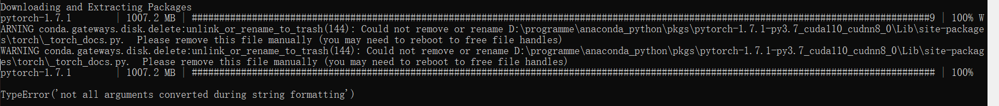 Downloading and Extracting Packages
pytorch-1.7.1        | 1007.2 MB | ####################################################################################################################################9 | 100% W
ARNING conda.gateways.disk.delete:unlink_or_rename_to_trash(144): Could not remove or rename D:\programme\anaconda_python\pkgs\pytorch-1.7.1-py3.7_cuda110_cudnn8_0\Lib\site-package
s\torch\_torch_docs.py.  Please remove this file manually (you may need to reboot to free file handles)
WARNING conda.gateways.disk.delete:unlink_or_rename_to_trash(144): Could not remove or rename D:\programme\anaconda_python\pkgs\pytorch-1.7.1-py3.7_cuda110_cudnn8_0\Lib\site-packag
es\torch\_torch_docs.py.  Please remove this file manually (you may need to reboot to free file handles)
pytorch-1.7.1        | 1007.2 MB | ##################################################################################################################################### | 100%
TypeError('not all arguments converted during string formatting')